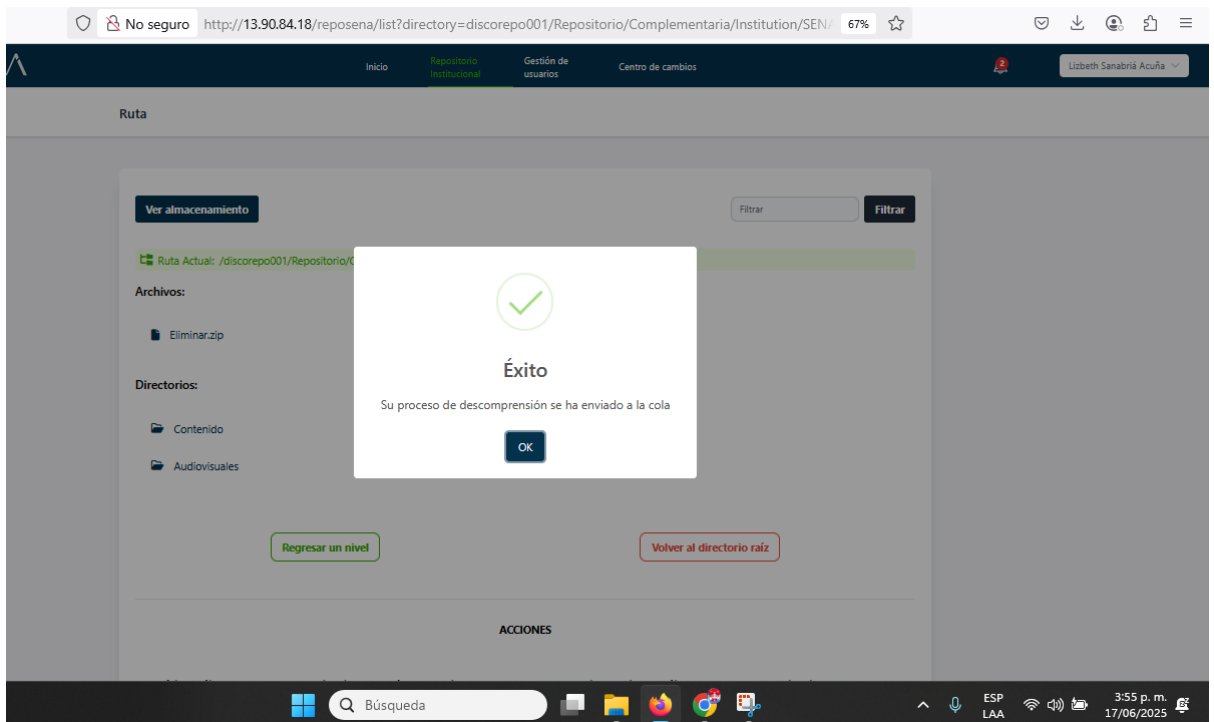 No seguro http://13.90.84.18/reposena/list?directory=discorepo001/Repositorio/Complementaria/Institution/SENA 67%
Inicio
Repositorio Institucional
Gestión de usuarios
Centro de cambios
2
Lizbeth Sanabriá Acuña
Ruta
Ver almacenamiento
Filtrar
Filtrar
Ruta Actual: /discorepo001/Repositorio/
Archivos:
Eliminar.zip
Directorios:
Contenido
Audiovisuales
Éxito
Su proceso de descomprensión se ha enviado a la cola
OK
Regresar un nivel
Volver al directorio raíz
ACCIONES
Búsqueda
ESP
LAA
3:55 p. m.
17/06/2025